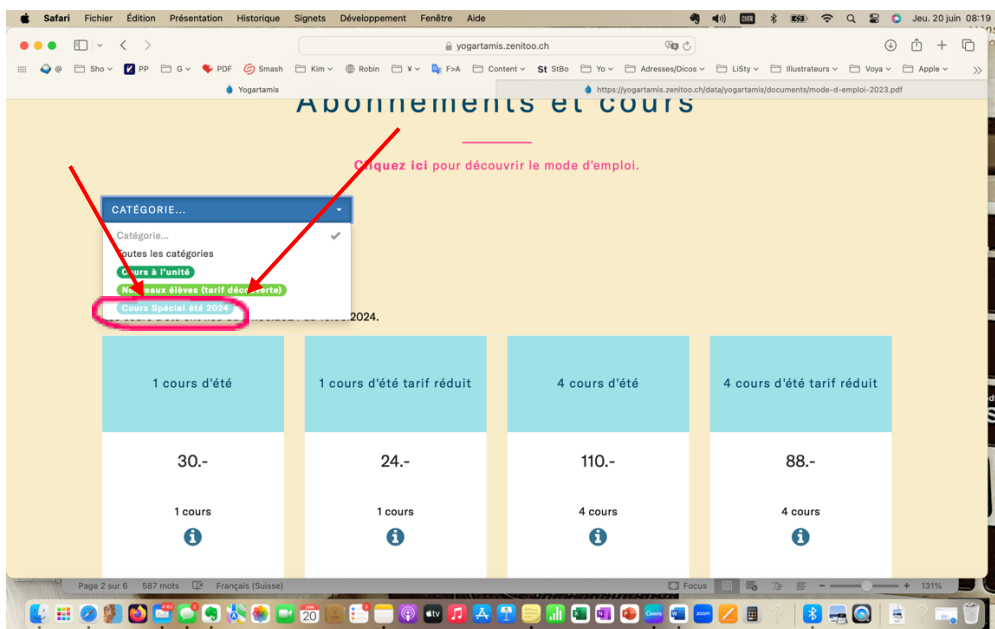 Safari Fichier Édition Présentation Historique Signets Développement Fenêtre Aide Jeu. 20 juin 08:19
yogartamis.zenitoo.ch
@ Sho PP G PDF Smash Kim Robin ¥ F>A Content St StBo Yo Adresses/Dicos LiSty Illustrateurs Voya Apple
Yogartamis https://yogartamis.zenitoo.ch/data/yogartamis/documents/mode-d-emploi-2023.pdf
Abonnements et cours
Cliquez ici pour découvrir le mode d'emploi.
CATÉGORIE...
Catégorie...
Toutes les catégories
Cours à l'unité
Nouveaux élèves (tarif découverte)
Cours Spécial été 2024
2024.
1 cours d'été 1 cours d'été tarif réduit 4 cours d'été 4 cours d'été tarif réduit
30.- 24.- 110.- 88.-
1 cours 1 cours 4 cours 4 cours
Page 2 sur 6 587 mots Français (Suisse) Focus 131%
JUIN 20 tv zoom